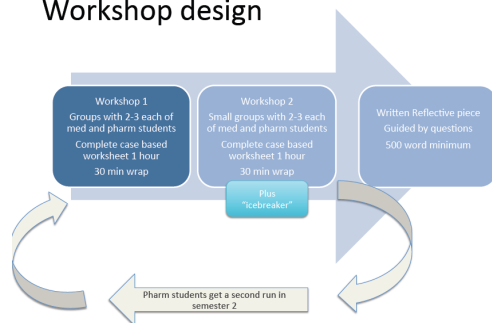 Workshop design
Workshop 1
Groups with 2-3 each of
med and pharm students
Complete case based
worksheet 1 hour
30 min wrap
Workshop 2
Small groups with 2-3 each
of med and pharm students
Complete case based
worksheet 1 hour
30 min wrap
Plus
"icebreaker"
Written Reflective piece
Guided by questions
500 word minimum
Pharm students get a second run in
semester 2